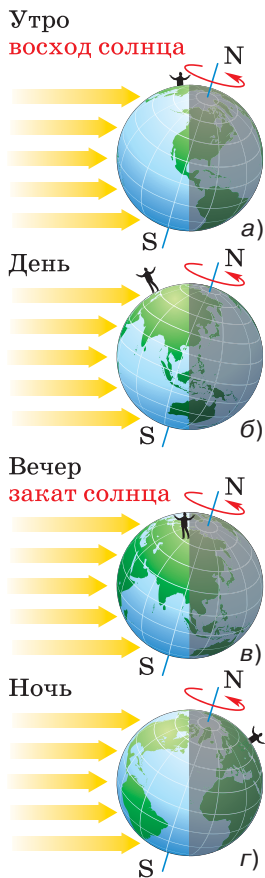 Утро
восход солнца
N
S
а)
День
N
S
б)
Вечер
закат солнца
N
S
в)
Ночь
N
S
г)